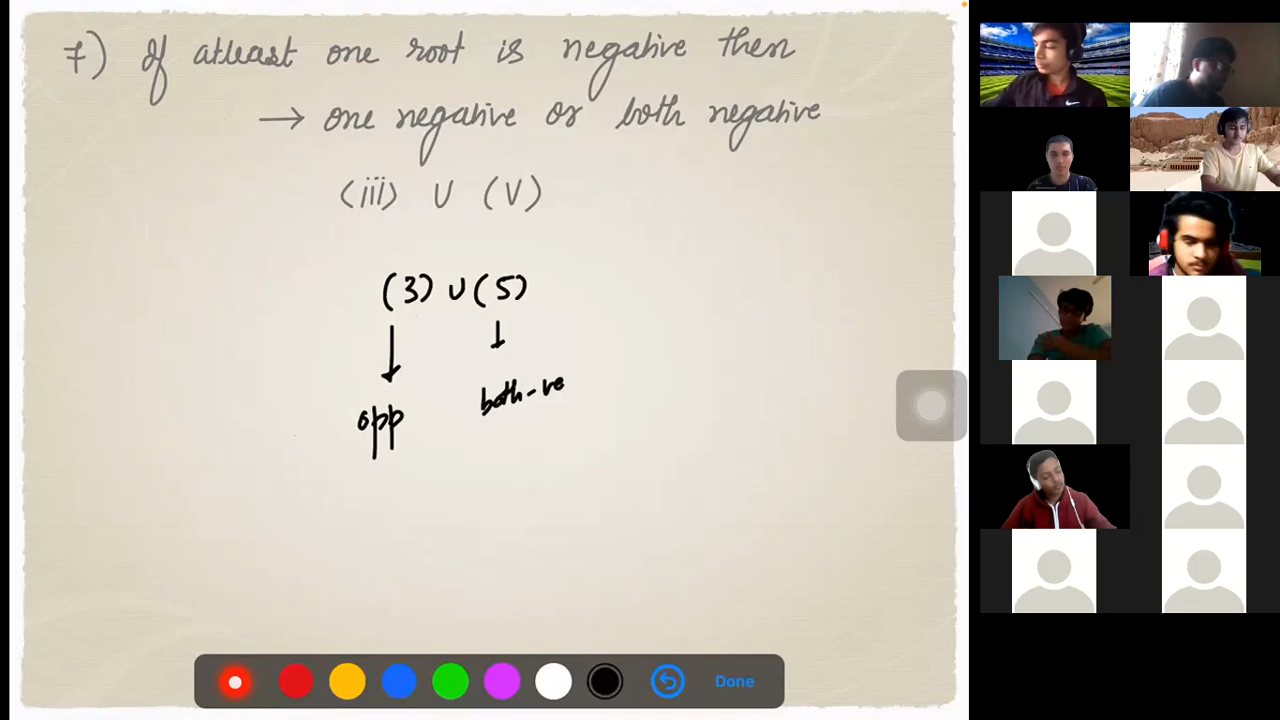 7) If atleast one root is negative then
→ one negative or both negative
(iii) ∪ (V)
(3) ∪ (5)
opp both -ve
Done